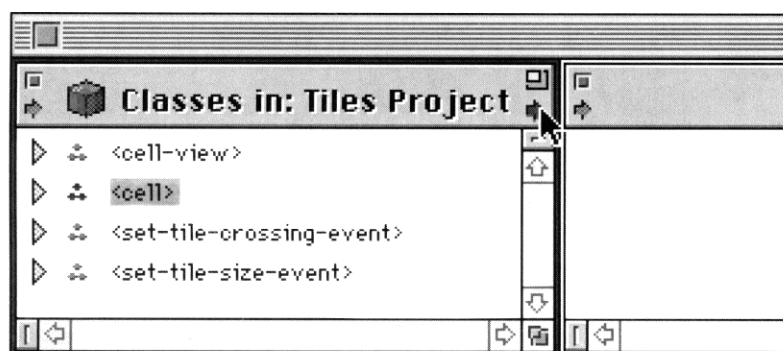 Classes in: Tiles Project
<cell-view>
<cell>
<set-tile-crossing-event>
<set-tile-size-event>